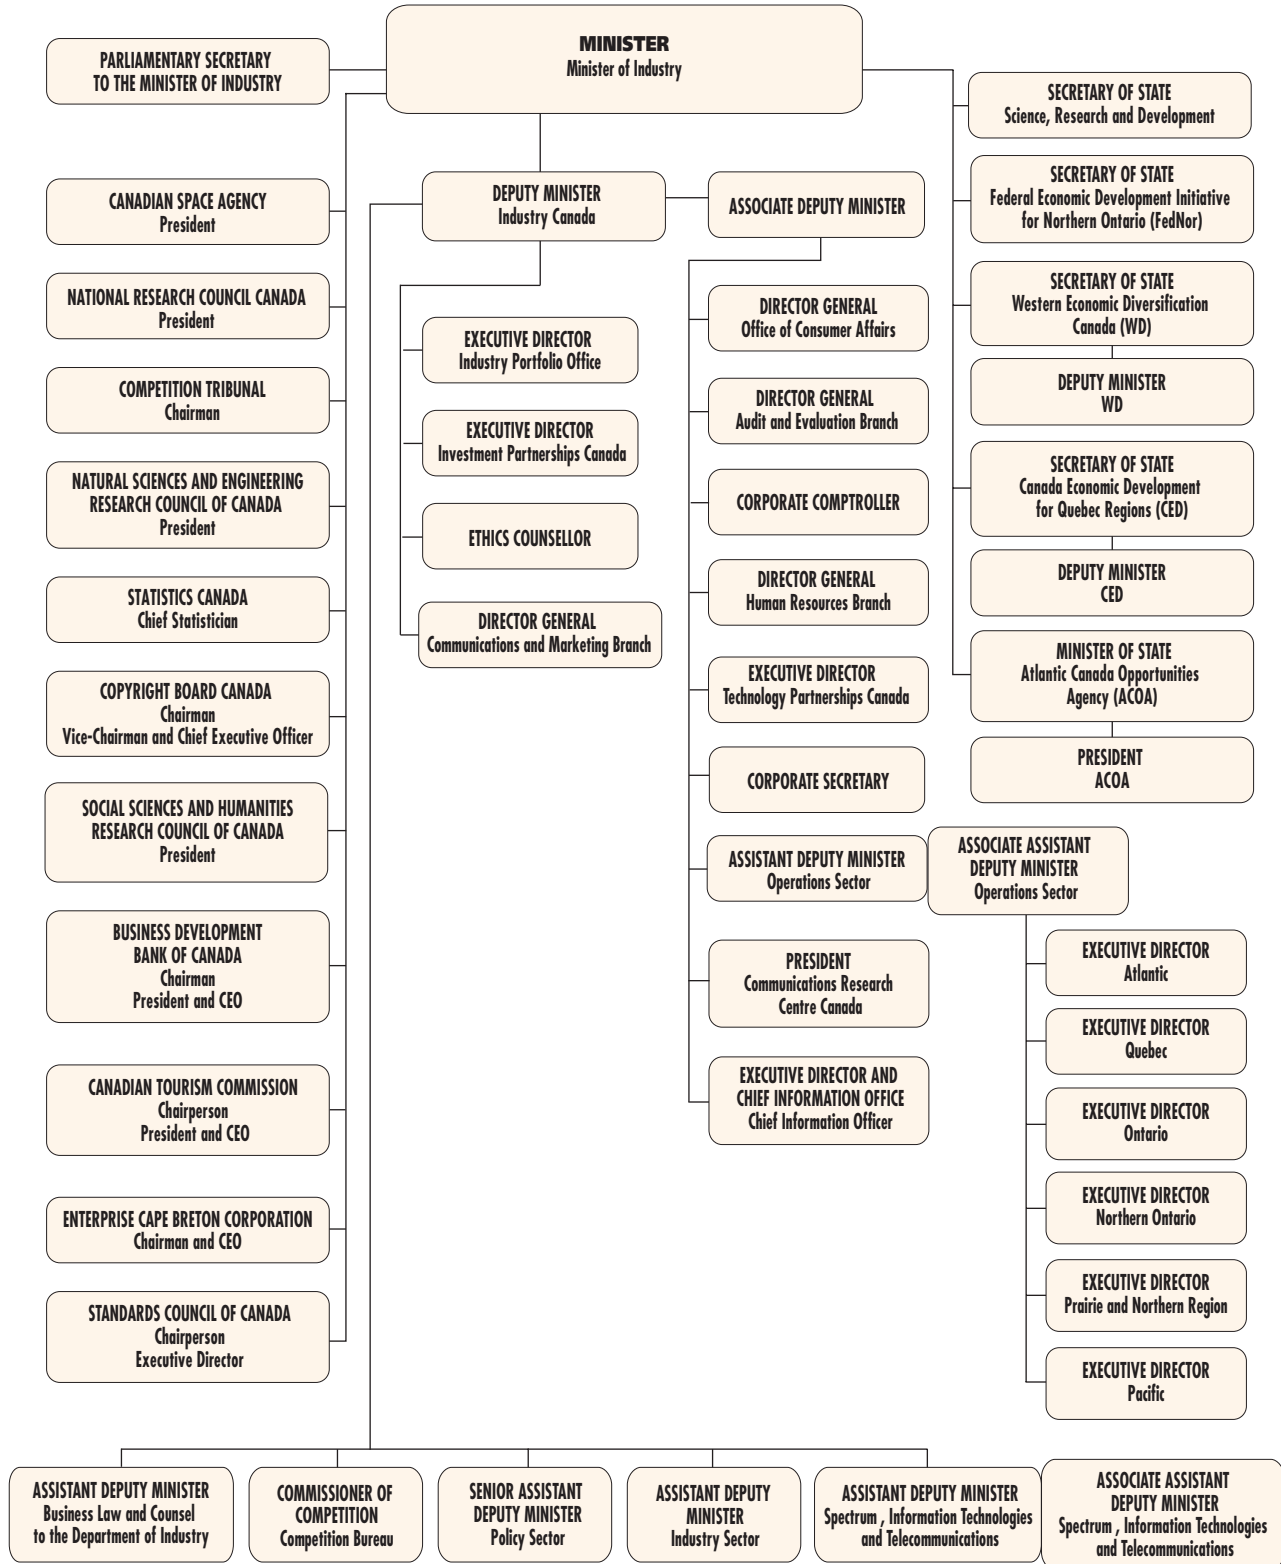 MINISTER
Minister of Industry
PARLIAMENTARY SECRETARY
TO THE MINISTER OF INDUSTRY
CANADIAN SPACE AGENCY
President
NATIONAL RESEARCH COUNCIL CANADA
President
COMPETITION TRIBUNAL
Chairman
NATURAL SCIENCES AND ENGINEERING
RESEARCH COUNCIL OF CANADA
President
STATISTICS CANADA
Chief Statistician
COPYRIGHT BOARD CANADA
Chairman
Vice-Chairman and Chief Executive Officer
SOCIAL SCIENCES AND HUMANITIES
RESEARCH COUNCIL OF CANADA
President
BUSINESS DEVELOPMENT
BANK OF CANADA
Chairman
President and CEO
CANADIAN TOURISM COMMISSION
Chairperson
President and CEO
ENTERPRISE CAPE BRETON CORPORATION
Chairman and CEO
STANDARDS COUNCIL OF CANADA
Chairperson
Executive Director
DEPUTY MINISTER
Industry Canada
EXECUTIVE DIRECTOR
Industry Portfolio Office
EXECUTIVE DIRECTOR
Investment Partnerships Canada
ETHICS COUNSELLOR
DIRECTOR GENERAL
Communications and Marketing Branch
ASSOCIATE DEPUTY MINISTER
DIRECTOR GENERAL
Office of Consumer Affairs
DIRECTOR GENERAL
Audit and Evaluation Branch
CORPORATE COMPTROLLER
DIRECTOR GENERAL
Human Resources Branch
EXECUTIVE DIRECTOR
Technology Partnerships Canada
CORPORATE SECRETARY
ASSISTANT DEPUTY MINISTER
Operations Sector
PRESIDENT
Communications Research
Centre Canada
EXECUTIVE DIRECTOR AND
CHIEF INFORMATION OFFICE
Chief Information Officer
SECRETARY OF STATE
Science, Research and Development
SECRETARY OF STATE
Federal Economic Development Initiative
for Northern Ontario (FedNor)
SECRETARY OF STATE
Western Economic Diversification
Canada (WD)
DEPUTY MINISTER
WD
SECRETARY OF STATE
Canada Economic Development
for Quebec Regions (CED)
DEPUTY MINISTER
CED
MINISTER OF STATE
Atlantic Canada Opportunities
Agency (ACOA)
PRESIDENT
ACOA
ASSOCIATE ASSISTANT
DEPUTY MINISTER
Operations Sector
EXECUTIVE DIRECTOR
Atlantic
EXECUTIVE DIRECTOR
Quebec
EXECUTIVE DIRECTOR
Ontario
EXECUTIVE DIRECTOR
Northern Ontario
EXECUTIVE DIRECTOR
Prairie and Northern Region
EXECUTIVE DIRECTOR
Pacific
ASSISTANT DEPUTY MINISTER
Business Law and Counsel
to the Department of Industry
COMMISSIONER OF
COMPETITION
Competition Bureau
SENIOR ASSISTANT
DEPUTY MINISTER
Policy Sector
ASSISTANT DEPUTY
MINISTER
Industry Sector
ASSISTANT DEPUTY MINISTER
Spectrum , Information Technologies
and Telecommunications
ASSOCIATE ASSISTANT
DEPUTY MINISTER
Spectrum , Information Technologies
and Telecommunications